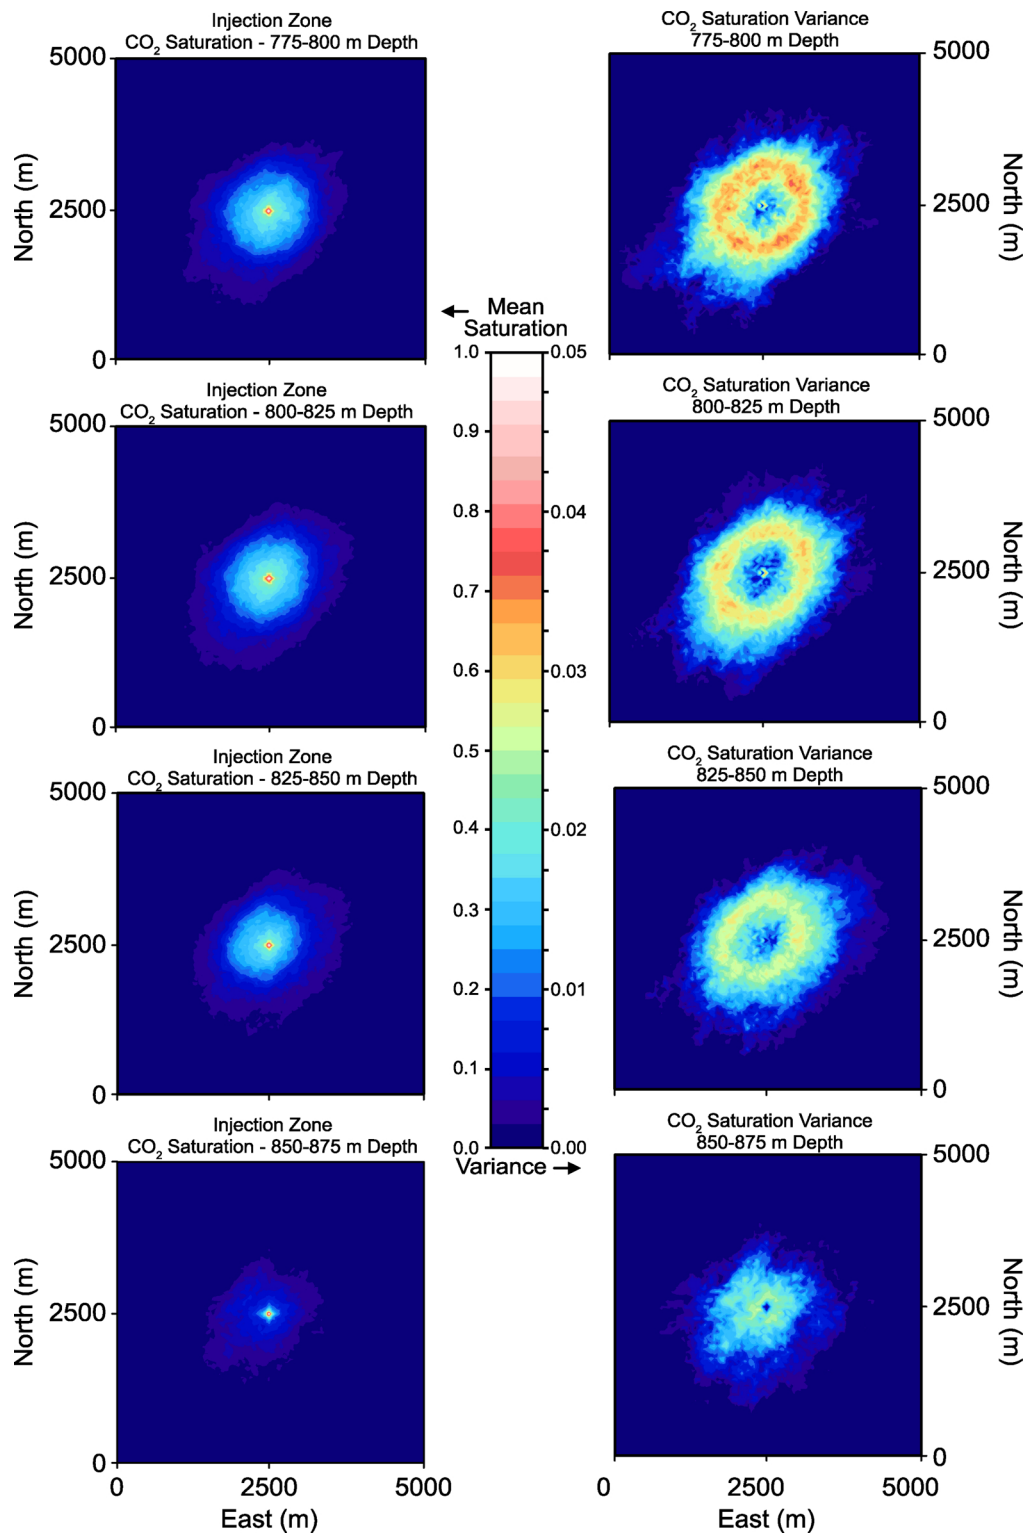 Injection Zone
CO2 Saturation - 775-800 m Depth
CO2 Saturation Variance
775-800 m Depth
5000
2500
0
North (m)
5000
2500
0
North (m)
← Mean
Saturation
1.0
0.9
0.8
0.7
0.6
0.5
0.4
0.3
0.2
0.1
0.0
0.05
0.04
0.03
0.02
0.01
0.00
Variance →
Injection Zone
CO2 Saturation - 800-825 m Depth
CO2 Saturation Variance
800-825 m Depth
5000
2500
0
North (m)
5000
2500
0
North (m)
Injection Zone
CO2 Saturation - 825-850 m Depth
CO2 Saturation Variance
825-850 m Depth
5000
2500
0
North (m)
5000
2500
0
North (m)
Injection Zone
CO2 Saturation - 850-875 m Depth
CO2 Saturation Variance
850-875 m Depth
5000
2500
0
North (m)
5000
2500
0
North (m)
0 2500 5000
East (m)
0 2500 5000
East (m)